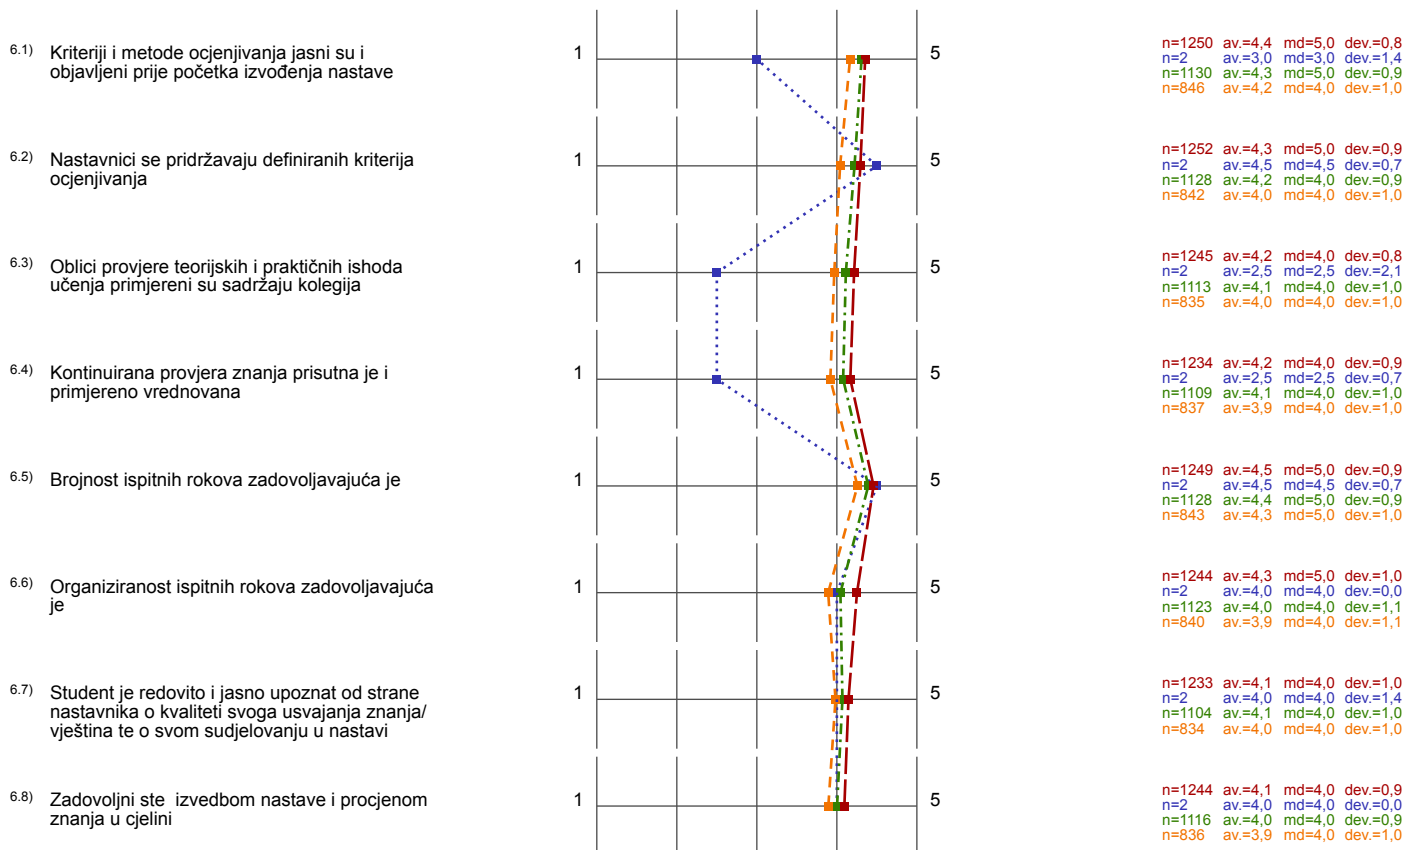 6.1) Kriteriji i metode ocjenjivanja jasni su i
objavljeni prije početka izvođenja nastave
1 5
n=1250 av.=4,4 md=5,0 dev.=0,8
n=2 av.=3,0 md=3,0 dev.=1,4
n=1130 av.=4,3 md=5,0 dev.=0,9
n=846 av.=4,2 md=4,0 dev.=1,0
6.2) Nastavnici se pridržavaju definiranih kriterija
ocjenjivanja
1 5
n=1252 av.=4,3 md=5,0 dev.=0,9
n=2 av.=4,5 md=4,5 dev.=0,7
n=1128 av.=4,2 md=4,0 dev.=0,9
n=842 av.=4,0 md=4,0 dev.=1,0
6.3) Oblici provjere teorijskih i praktičnih ishoda
učenja primjereni su sadržaju kolegija
1 5
n=1245 av.=4,2 md=4,0 dev.=0,8
n=2 av.=2,5 md=2,5 dev.=2,1
n=1113 av.=4,1 md=4,0 dev.=1,0
n=835 av.=4,0 md=4,0 dev.=1,0
6.4) Kontinuirana provjera znanja prisutna je i
primjereno vrednovana
1 5
n=1234 av.=4,2 md=4,0 dev.=0,9
n=2 av.=2,5 md=2,5 dev.=0,7
n=1109 av.=4,1 md=4,0 dev.=1,0
n=837 av.=3,9 md=4,0 dev.=1,0
6.5) Brojnost ispitnih rokova zadovoljavajuća je
1 5
n=1249 av.=4,5 md=5,0 dev.=0,9
n=2 av.=4,5 md=4,5 dev.=0,7
n=1128 av.=4,4 md=5,0 dev.=0,9
n=843 av.=4,3 md=5,0 dev.=1,0
6.6) Organiziranost ispitnih rokova zadovoljavajuća
je
1 5
n=1244 av.=4,3 md=5,0 dev.=1,0
n=2 av.=4,0 md=4,0 dev.=0,0
n=1123 av.=4,0 md=4,0 dev.=1,1
n=840 av.=3,9 md=4,0 dev.=1,1
6.7) Student je redovito i jasno upoznat od strane
nastavnika o kvaliteti svoga usvajanja znanja/
vještina te o svom sudjelovanju u nastavi
1 5
n=1233 av.=4,1 md=4,0 dev.=1,0
n=2 av.=4,0 md=4,0 dev.=1,4
n=1104 av.=4,1 md=4,0 dev.=1,0
n=834 av.=4,0 md=4,0 dev.=1,0
6.8) Zadovoljni ste izvedbom nastave i procjenom
znanja u cjelini
1 5
n=1244 av.=4,1 md=4,0 dev.=0,9
n=2 av.=4,0 md=4,0 dev.=0,0
n=1116 av.=4,0 md=4,0 dev.=0,9
n=836 av.=3,9 md=4,0 dev.=1,0